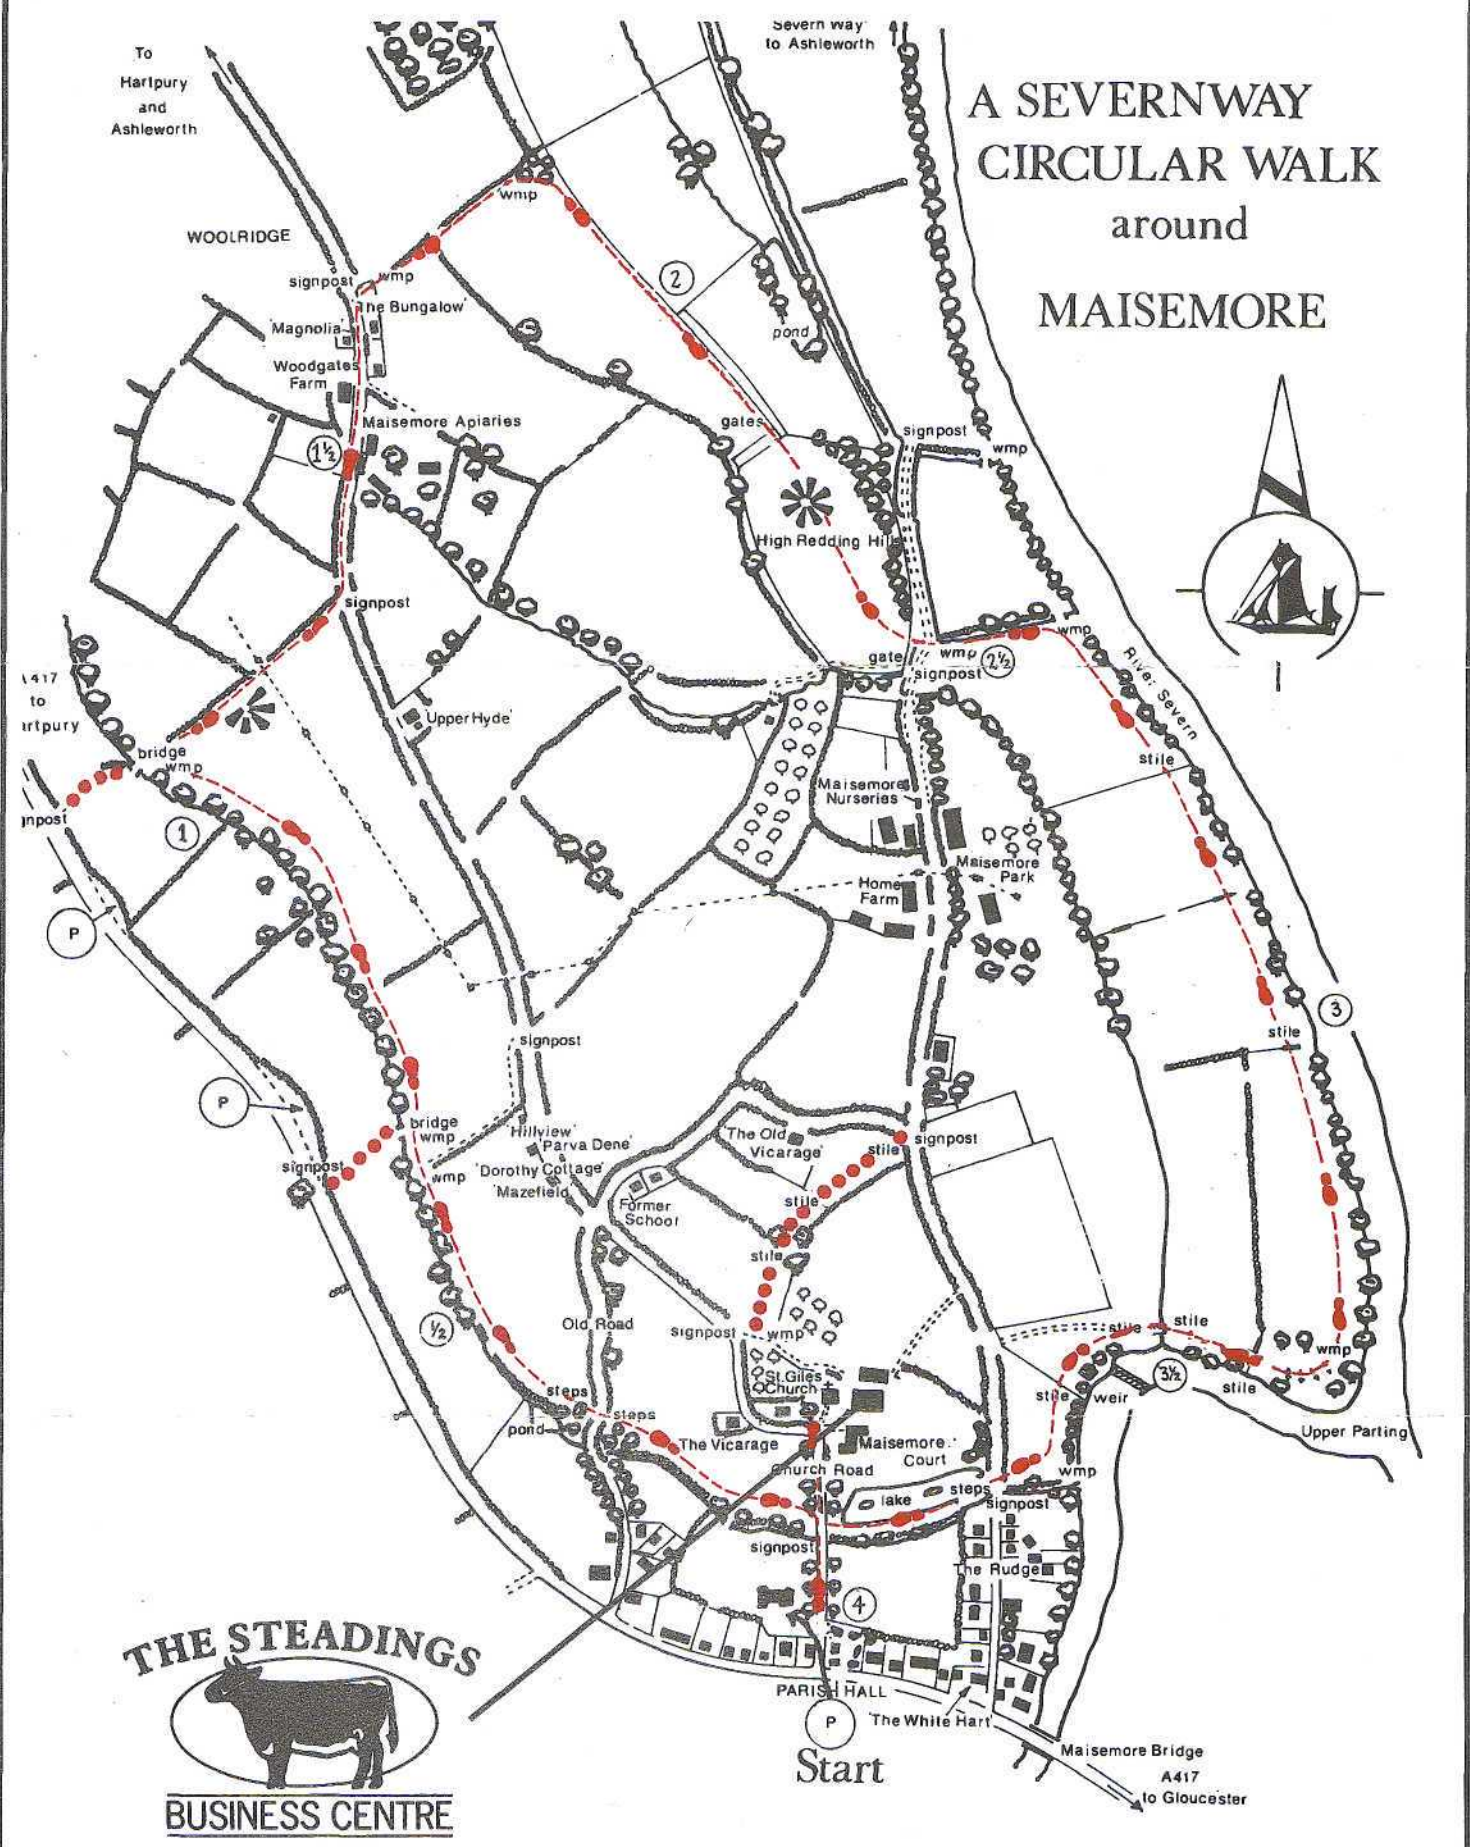 Severn Way
to Ashleworth
To
Hartpury
and
Ashleworth
A SEVERNWAY
CIRCULAR WALK
around
MAISEMORE
wmp
WOOLRIDGE
signpost
wmp
The Bungalow'
'Magnolia'
Woodgates
Farm
2
pond
Maisemore Apiaries
1½
gates
signpost
wmp
High Redding Hill
N
signpost
wmp
gate
wmp
2½
signpost
River Severn
A417
to
artpury
'Upper Hyde'
bridge
wmp
stile
Maisemore
Nurseries
npost
1
Maisemore
Park
Home
Farm
P
3
stile
signpost
P
bridge
wmp
'Hillview'
'Parva Dene'
'The Old
Vicarage'
signpost
stile
signpost
wmp
'Dorothy Cottage'
'Mazefield'
stile
Former
School
stile
½
Old Road
signpost
wmp
stile
stile
wmp
St.Giles
Church
3½
steps
stile
weir
stile
steps
pond
The Vicarage
Maisemore
Court
Upper Parting
Church Road
wmp
lake
steps
signpost
signpost
The Rudge
4
THE STEADINGS
BUSINESS CENTRE
PARISH HALL
P
'The White Hart'
Start
Maisemore Bridge
A417
to Gloucester